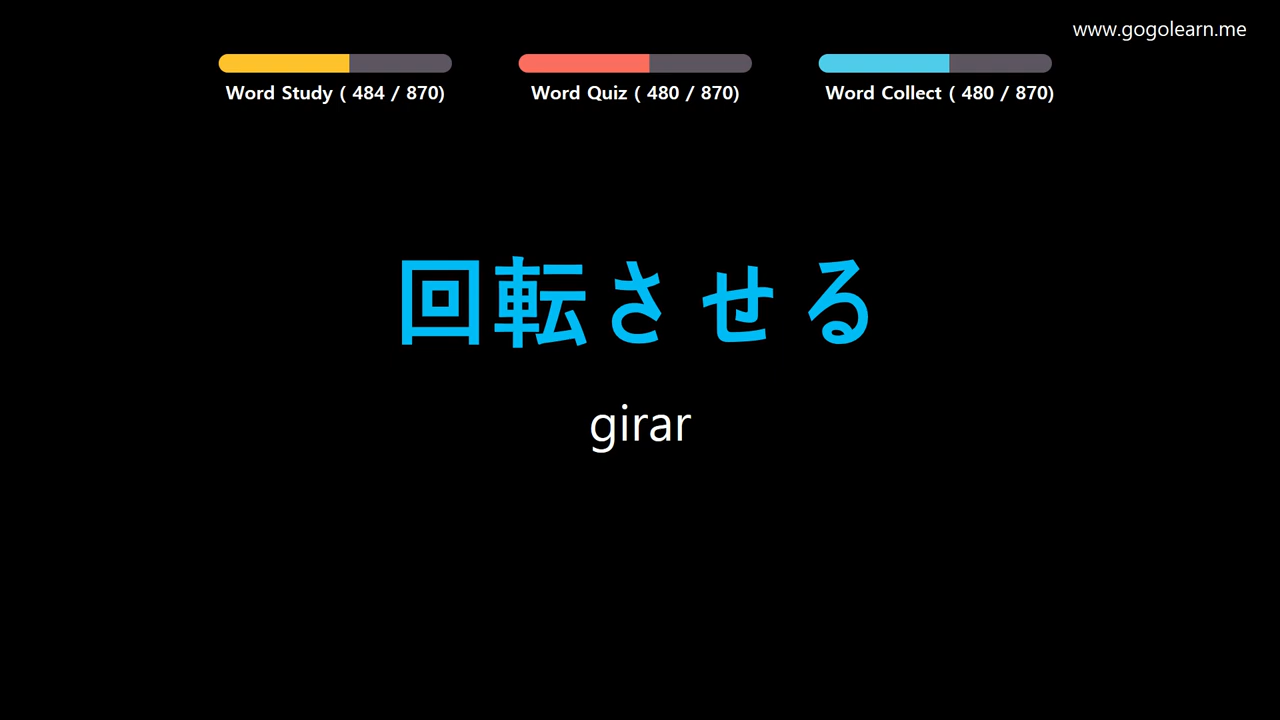 www.gogolearn.me
Word Study ( 484 / 870)
Word Quiz ( 480 / 870)
Word Collect ( 480 / 870)
回転させる
girar